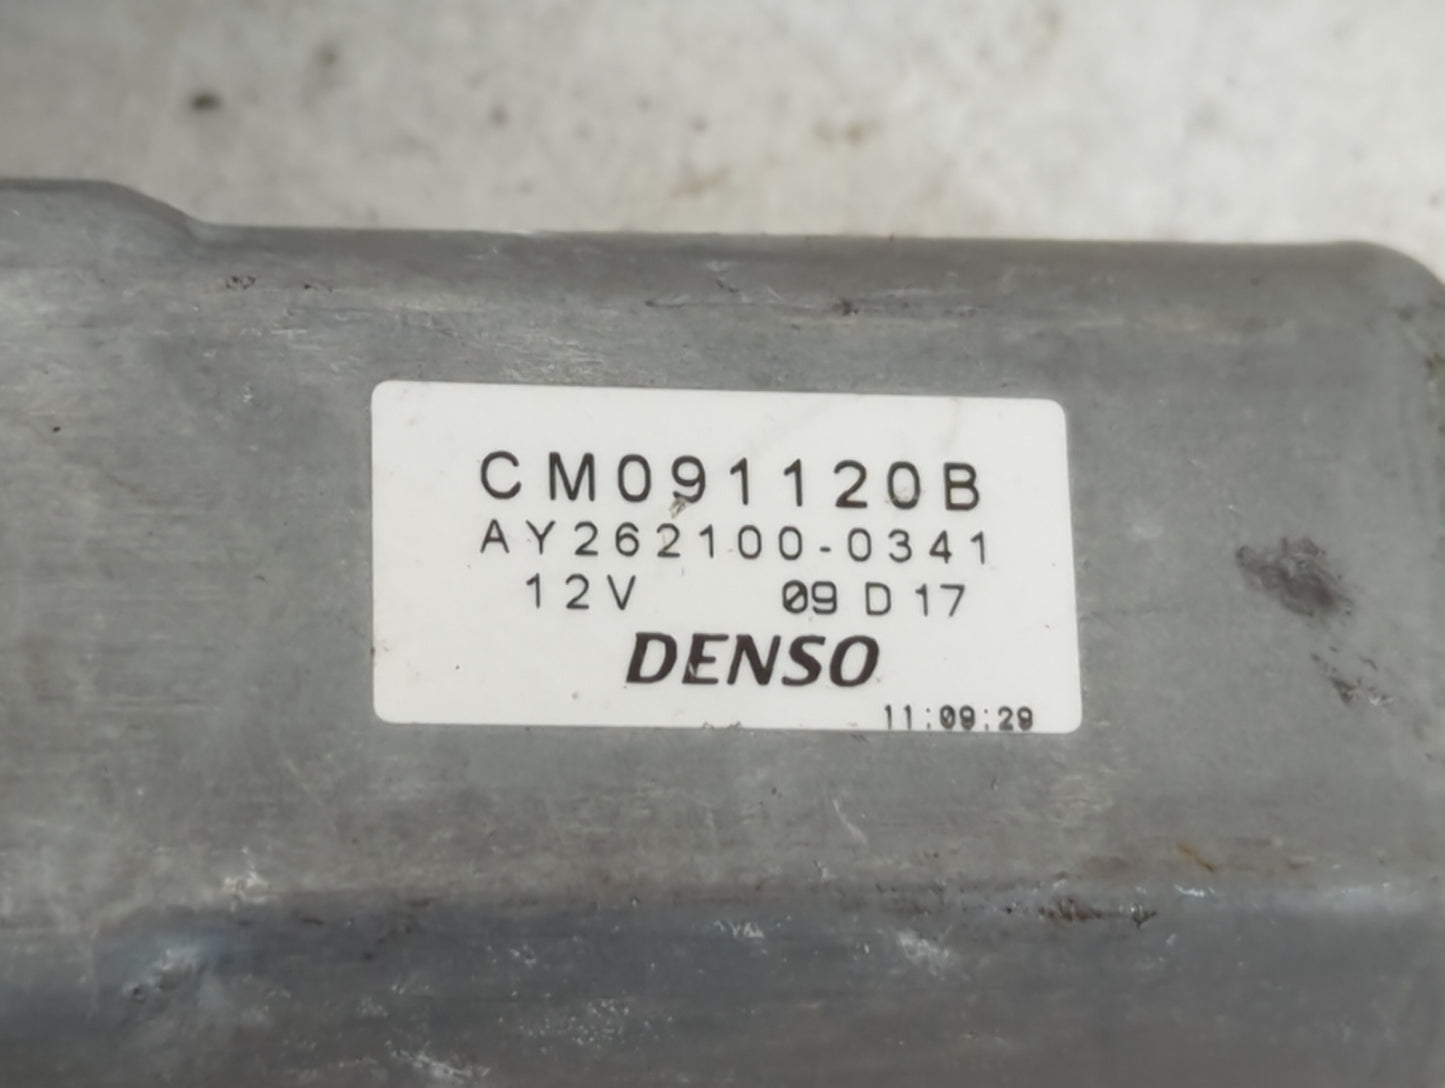 CM091120B
AY262100-0341
12V 09 D 17
DENSO
11:09:29